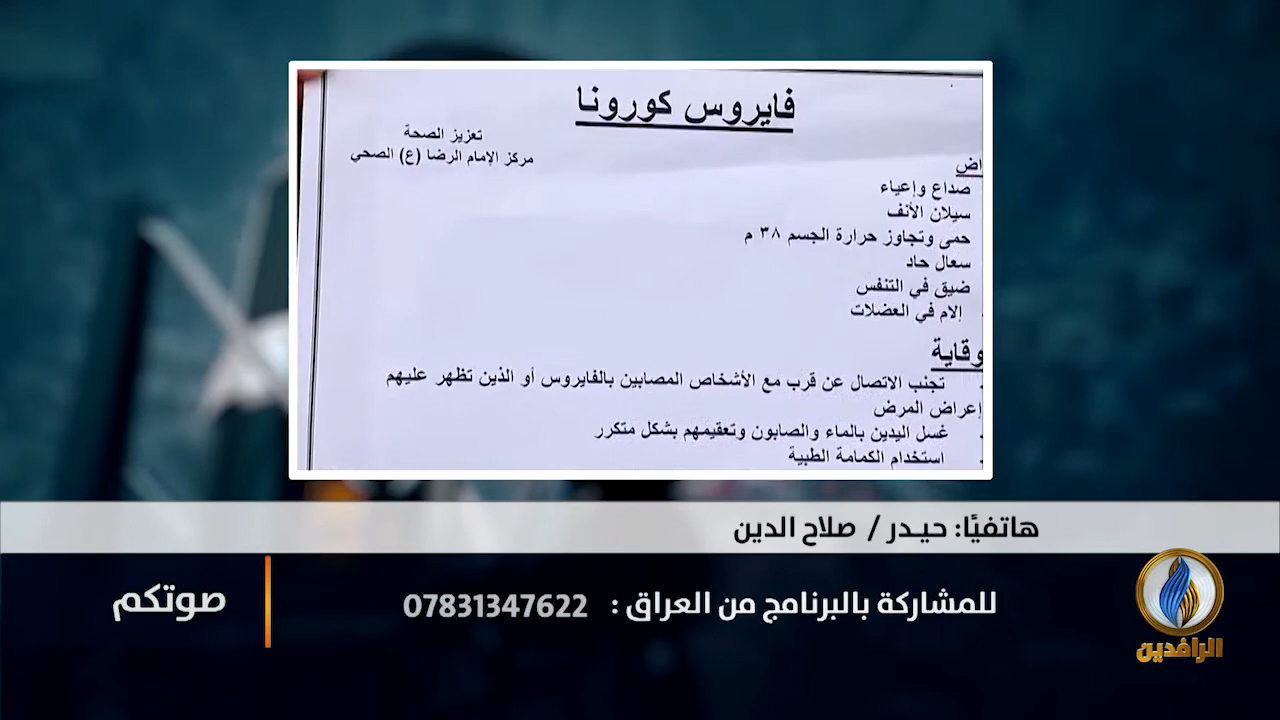 فايروس كورونا
تعزيز الصحة
مركز الإمام الرضا (ع) الصحي
صداع وإعياء
سيلان الأنف
حمى وتجاوز حرارة الجسم ٣٨ م
سعال حاد
ضيق في التنفس
إلام في العضلات
تجنب الاتصال عن قرب مع الأشخاص المصابين بالفايروس أو الذين تظهر عليهم
إعراض المرض
غسل اليدين بالماء والصابون وتعقيمهم بشكل متكرر
استخدام الكمامة الطبية
هاتفيًا: حيدر / صلاح الدين
للمشاركة بالبرنامج من العراق : 07831347622
صوتكم
الرافدين